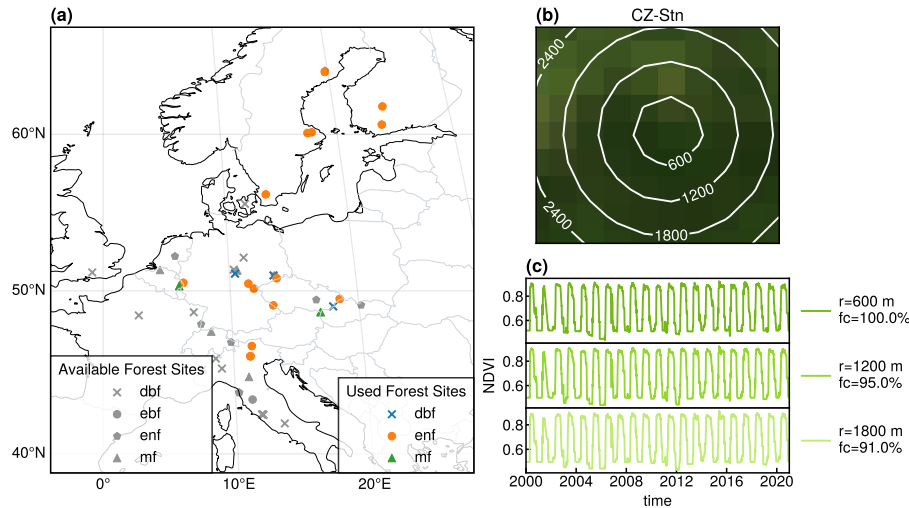 (a)
60°N
50°N
40°N
0°
10°E
20°E
Available Forest Sites
dbf
ebf
enf
mf
Used Forest Sites
dbf
enf
mf
(b)
CZ-Stn
2400
600
1200
1800
2400
(c)
NDVI
0.8
0.6
0.8
0.6
0.8
0.6
2000
2004
2008
2012
2016
2020
time
r=600 m
fc=100.0%
r=1200 m
fc=95.0%
r=1800 m
fc=91.0%